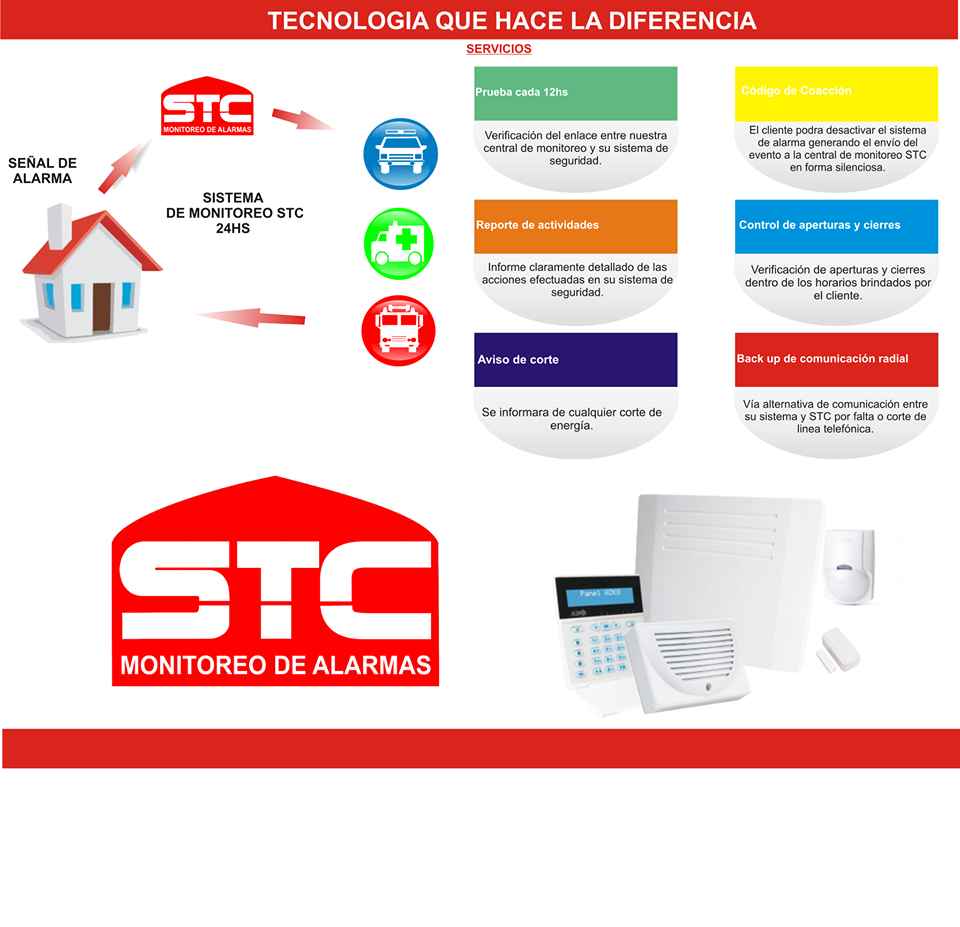 TECNOLOGIA QUE HACE LA DIFERENCIA
SERVICIOS
STC
MONITOREO DE ALARMAS
SEÑAL DE
ALARMA
SISTEMA
DE MONITOREO STC
24HS
Prueba cada 12hs
Verificación del enlace entre nuestra
central de monitoreo y su sistema de
seguridad.
Código de Coacción
El cliente podra desactivar el sistema
de alarma generando el envío del
evento a la central de monitoreo STC
en forma silenciosa.
Reporte de actividades
Informe claramente detallado de las
acciones efectuadas en su sistema de
seguridad.
Control de aperturas y cierres
Verificación de aperturas y cierres
dentro de los horarios brindados por
el cliente.
Aviso de corte
Se informara de cualquier corte de
energía.
Back up de comunicación radial
Vía alternativa de comunicación entre
su sistema y STC por falta o corte de
linea telefónica.
STC
MONITOREO DE ALARMAS
Panel A2K8